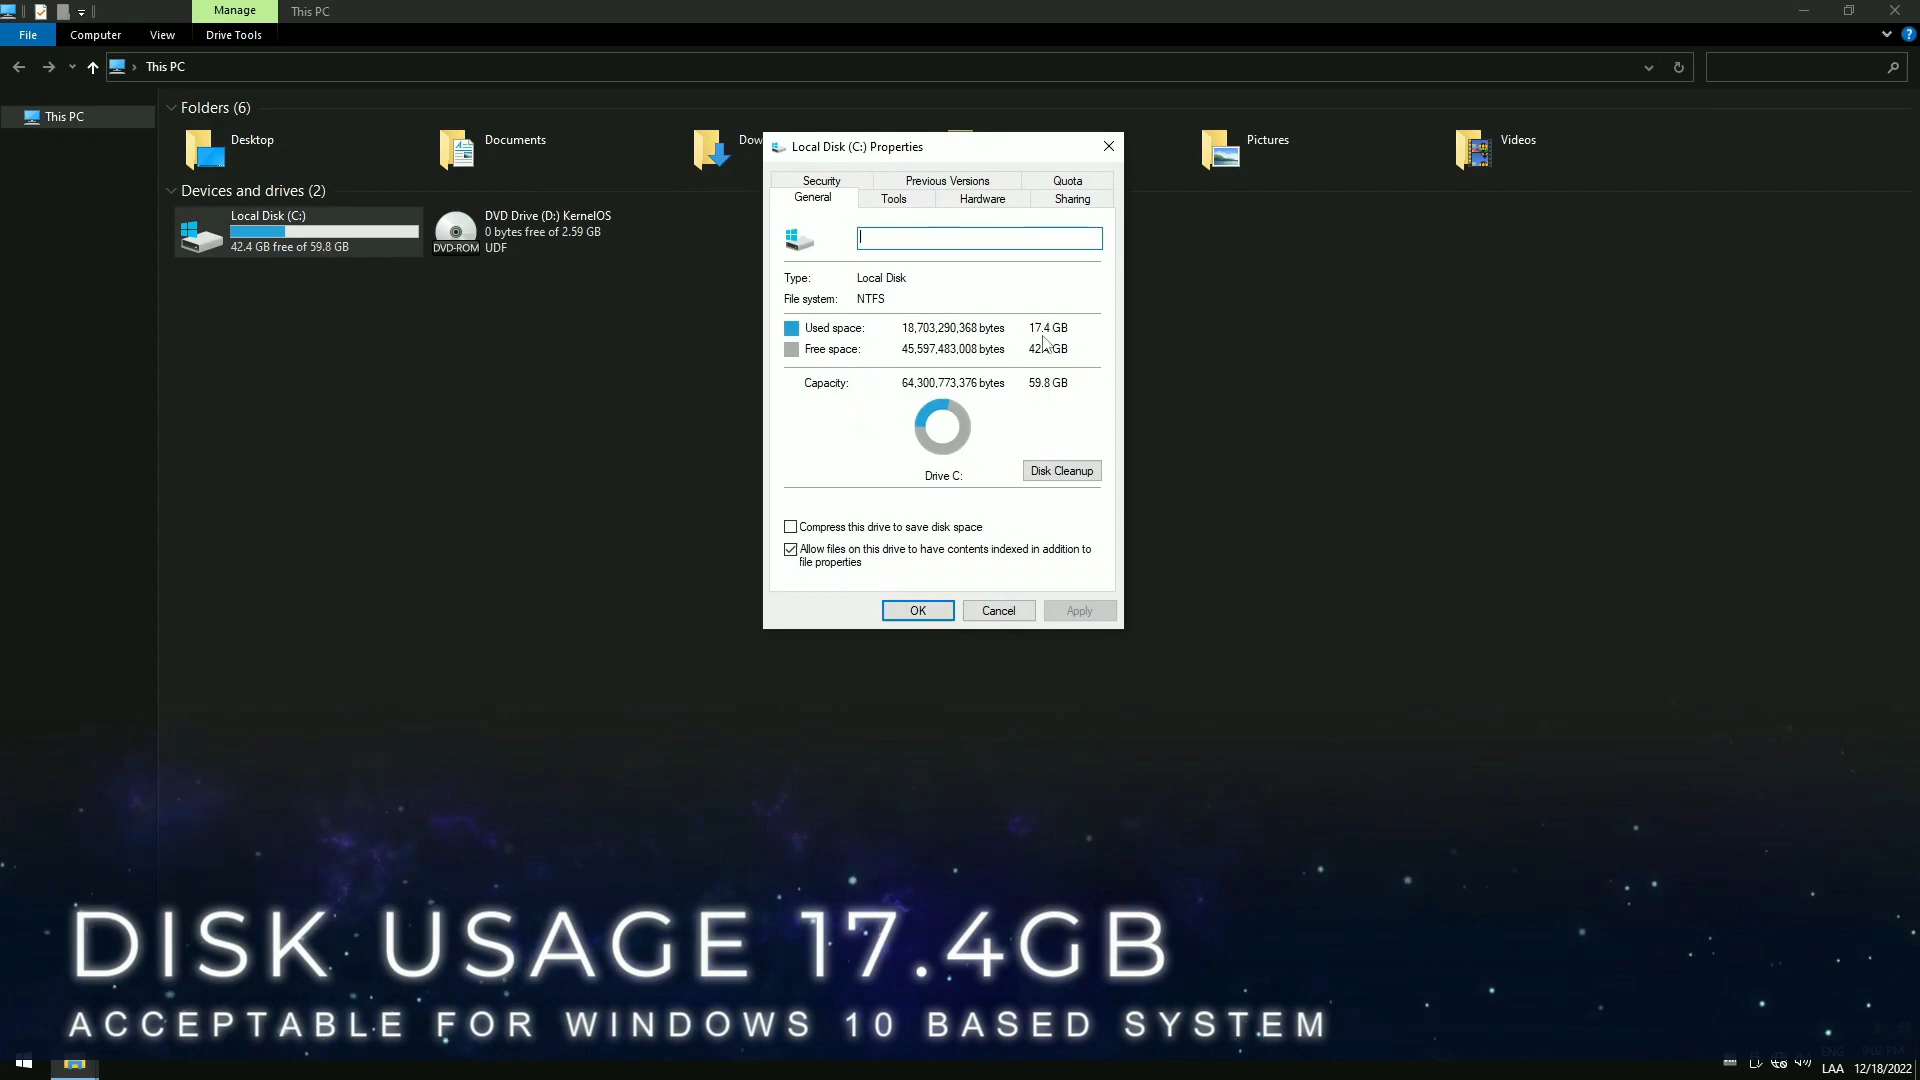 Manage
This PC
File
Computer
View
Drive Tools
This PC
This PC
Folders (6)
Desktop
Documents
Dow
Pictures
Videos
Devices and drives (2)
Local Disk (C:)
42.4 GB free of 59.8 GB
DVD-ROM
DVD Drive (D:) KernelOS
0 bytes free of 2.59 GB
UDF
Local Disk (C:) Properties
Security
Previous Versions
Quota
General
Tools
Hardware
Sharing
Type: Local Disk
File system: NTFS
Used space: 18,703,290,368 bytes 17.4 GB
Free space: 45,597,483,008 bytes 42. GB
Capacity: 64,300,773,376 bytes 59.8 GB
Drive C:
Disk Cleanup
Compress this drive to save disk space
Allow files on this drive to have contents indexed in addition to
file properties
OK
Cancel
Apply
DISK USAGE 17.4GB
ACCEPTABLE FOR WINDOWS 10 BASED SYSTEM
ENG 9:02 PM
LAA 12/18/2022